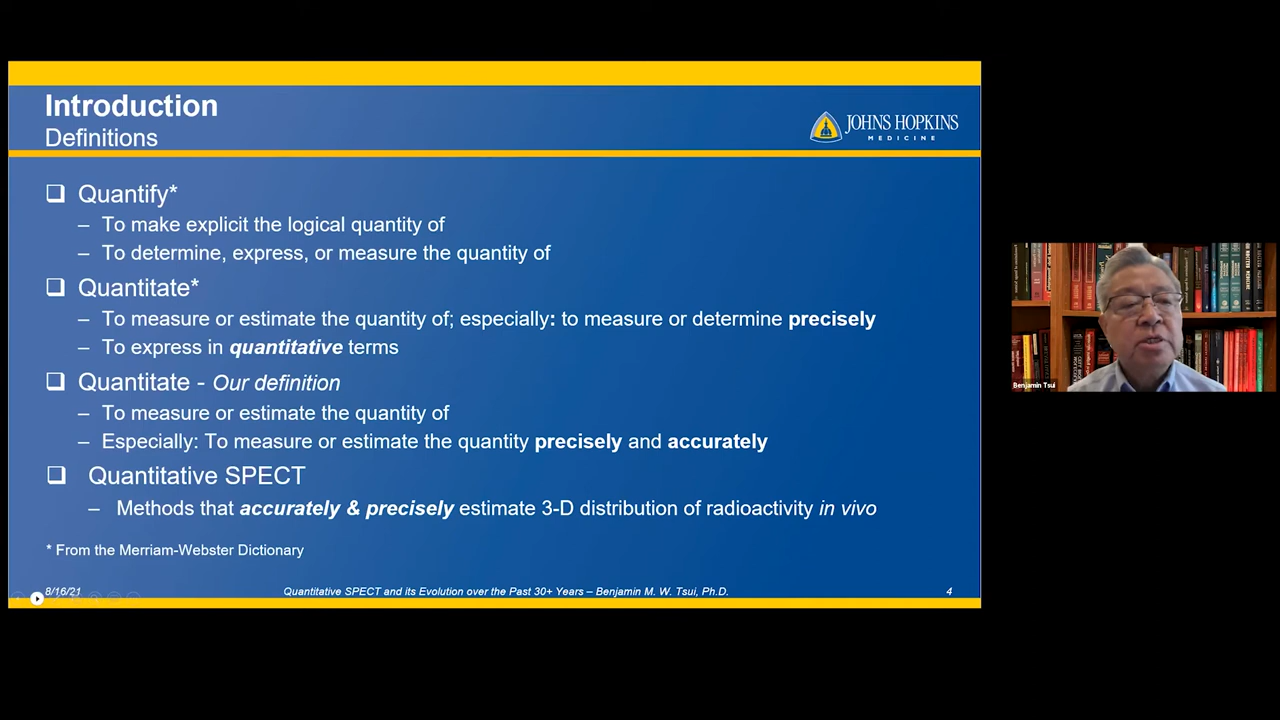 Introduction
Definitions
JOHNS HOPKINS
MEDICINE
Quantify*
– To make explicit the logical quantity of
– To determine, express, or measure the quantity of
Quantitate*
– To measure or estimate the quantity of; especially: to measure or determine precisely
– To express in quantitative terms
Quantitate - Our definition
– To measure or estimate the quantity of
– Especially: To measure or estimate the quantity precisely and accurately
Quantitative SPECT
– Methods that accurately & precisely estimate 3-D distribution of radioactivity in vivo
* From the Merriam-Webster Dictionary
8/16/21
Quantitative SPECT and its Evolution over the Past 30+ Years – Benjamin M. W. Tsui, Ph.D.
4
Benjamin Tsui